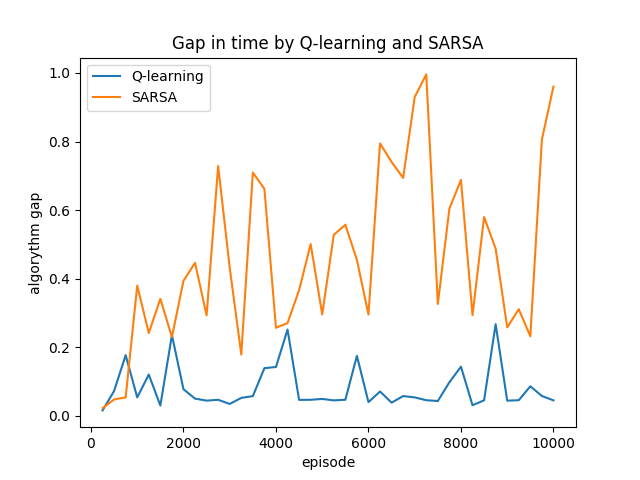 Gap in time by Q-learning and SARSA
Q-learning
SARSA
1.0
0.8
0.6
0.4
0.2
0.0
algorythm gap
0 2000 4000 6000 8000 10000
episode